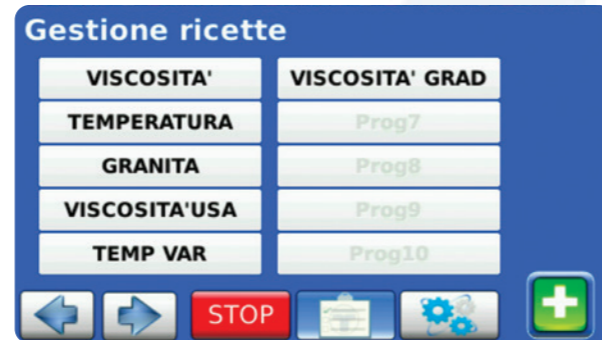 Gestione ricette
VISCOSITA' VISCOSITA' GRAD
TEMPERATURA Prog7
GRANITA Prog8
VISCOSITA'USA Prog9
TEMP VAR Prog10
STOP